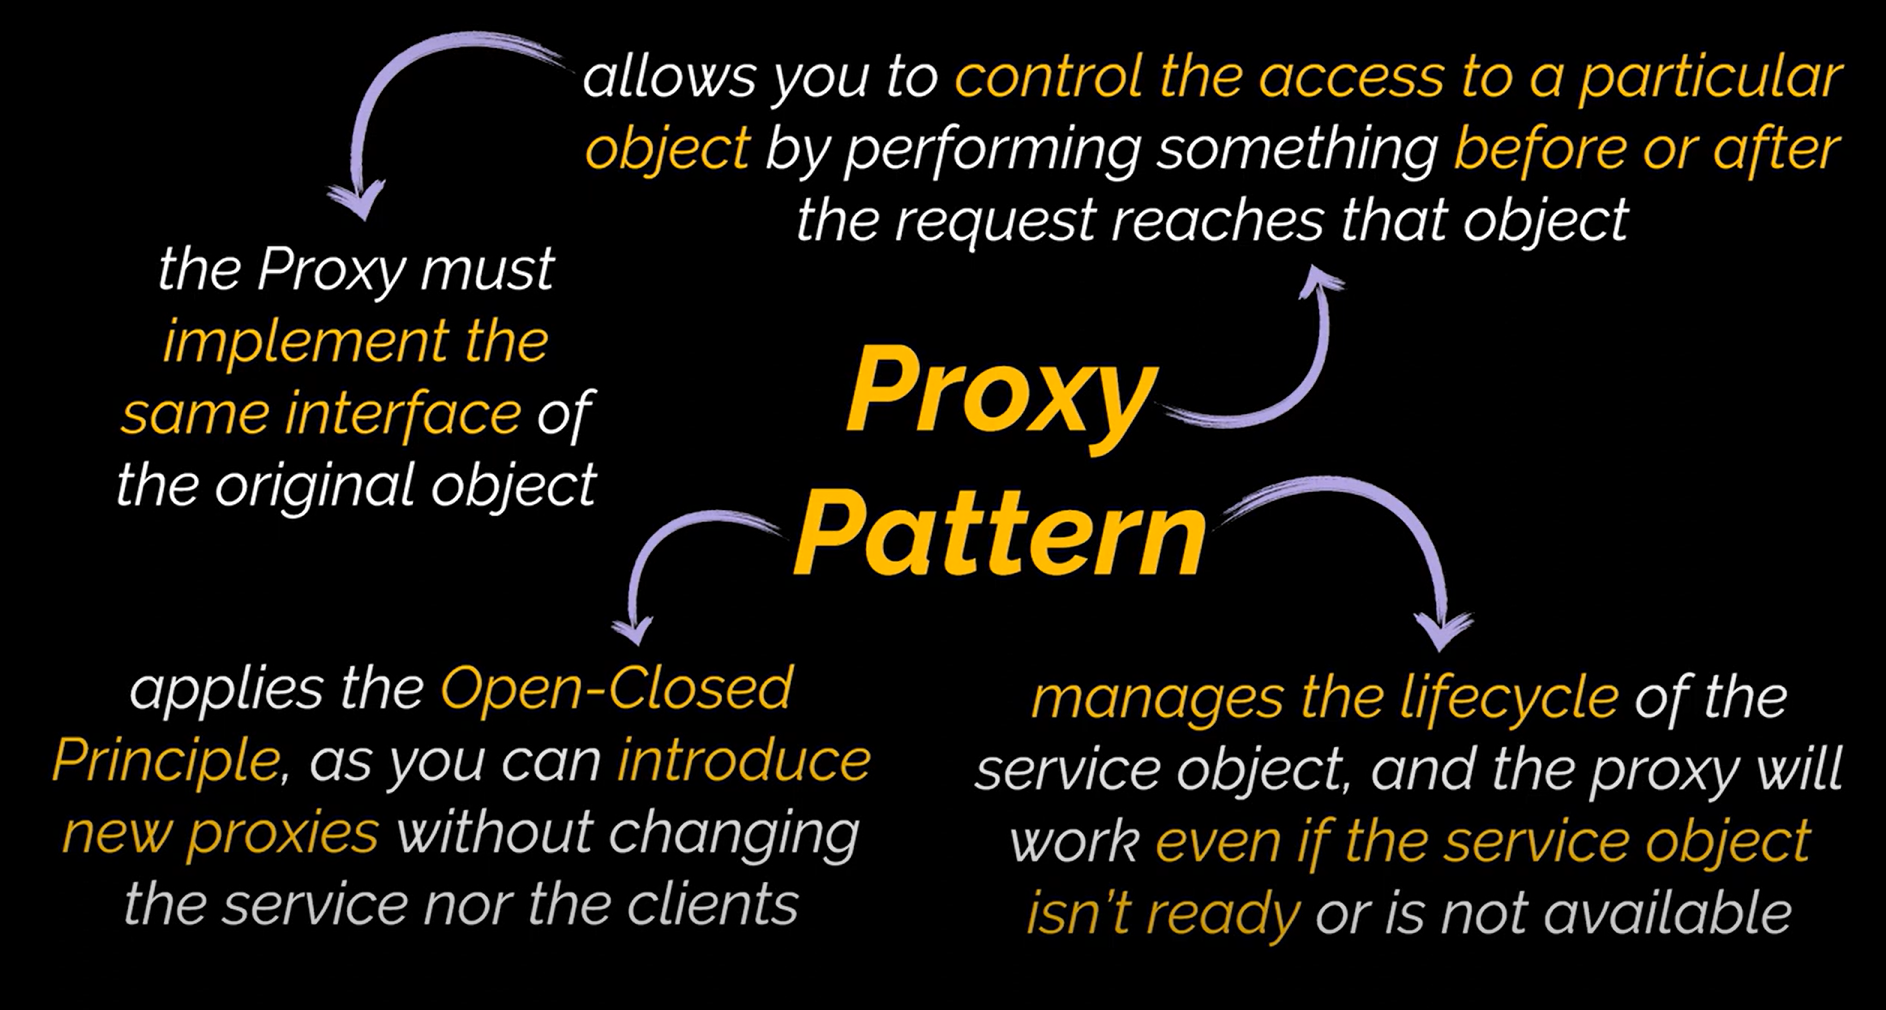 allows you to control the access to a particular
object by performing something before or after
the request reaches that object
the Proxy must
implement the
same interface of
the original object
Proxy
Pattern
applies the Open-Closed
Principle, as you can introduce
new proxies without changing
the service nor the clients
manages the lifecycle of the
service object, and the proxy will
work even if the service object
isn't ready or is not available